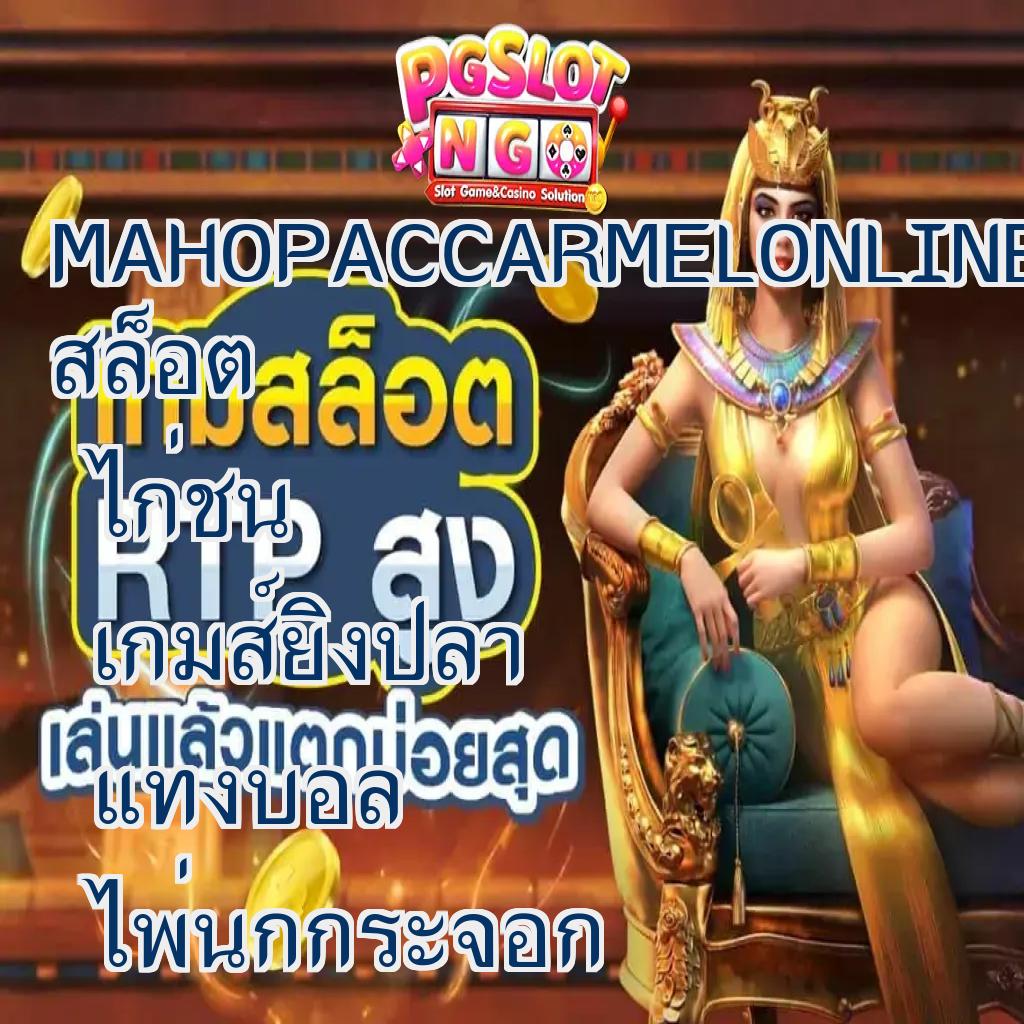 PGSLOT
NGO
Slot Game&Casino Solution
MAHOPACCARMELONLINE
สล็อต
เกมสล็อต
ไก่ชน
RTP สูง
เกมส์ยิงปลา
เล่นแล้วแตกบ่อยสุด
แทงบอล
ไพ่นกกระจอก